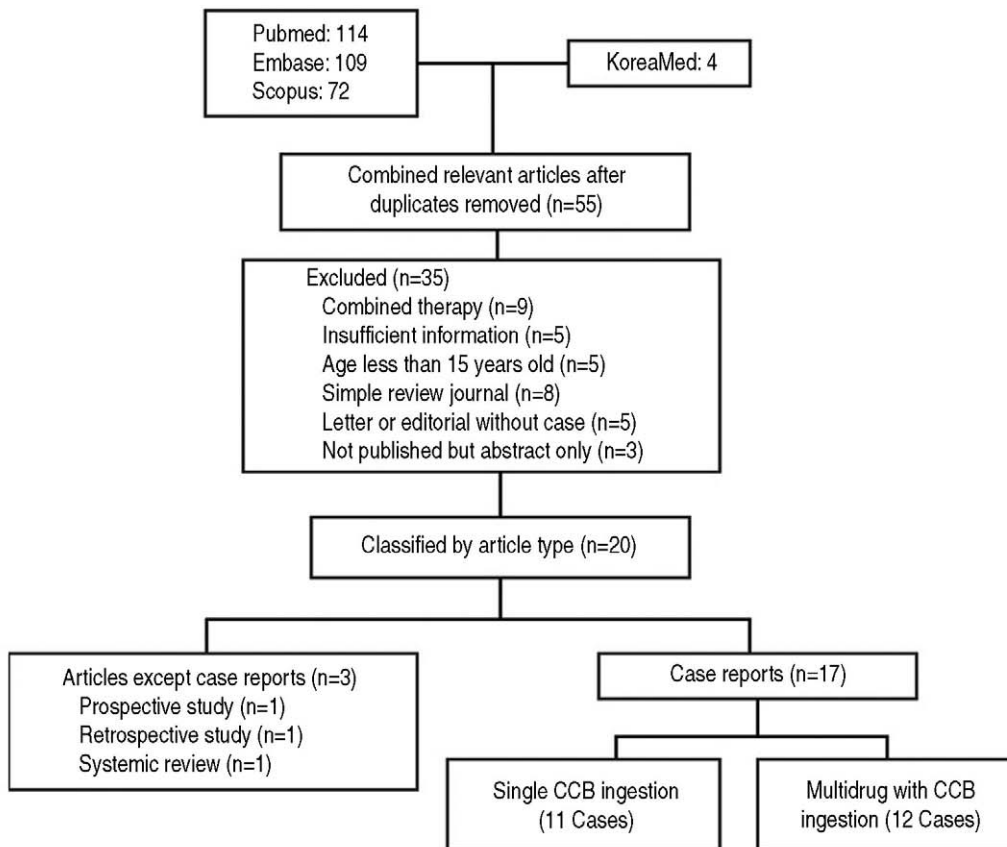 Pubmed: 114
Embase: 109
Scopus: 72
KoreaMed: 4
Combined relevant articles after
duplicates removed (n=55)
Excluded (n=35)
Combined therapy (n=9)
Insufficient information (n=5)
Age less than 15 years old (n=5)
Simple review journal (n=8)
Letter or editorial without case (n=5)
Not published but abstract only (n=3)
Classified by article type (n=20)
Articles except case reports (n=3)
Prospective study (n=1)
Retrospective study (n=1)
Systemic review (n=1)
Case reports (n=17)
Single CCB ingestion
(11 Cases)
Multidrug with CCB
ingestion (12 Cases)